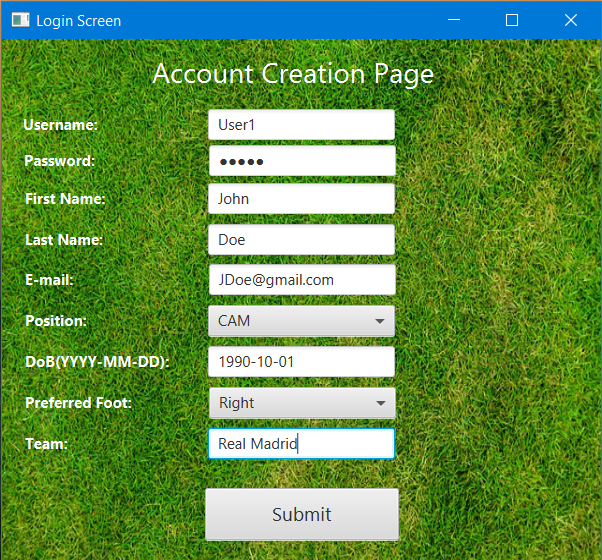 Login Screen
Account Creation Page
Username: User1
Password: •••••
First Name: John
Last Name: Doe
E-mail: JDoe@gmail.com
Position: CAM
DoB(YYYY-MM-DD): 1990-10-01
Preferred Foot: Right
Team: Real Madrid
Submit